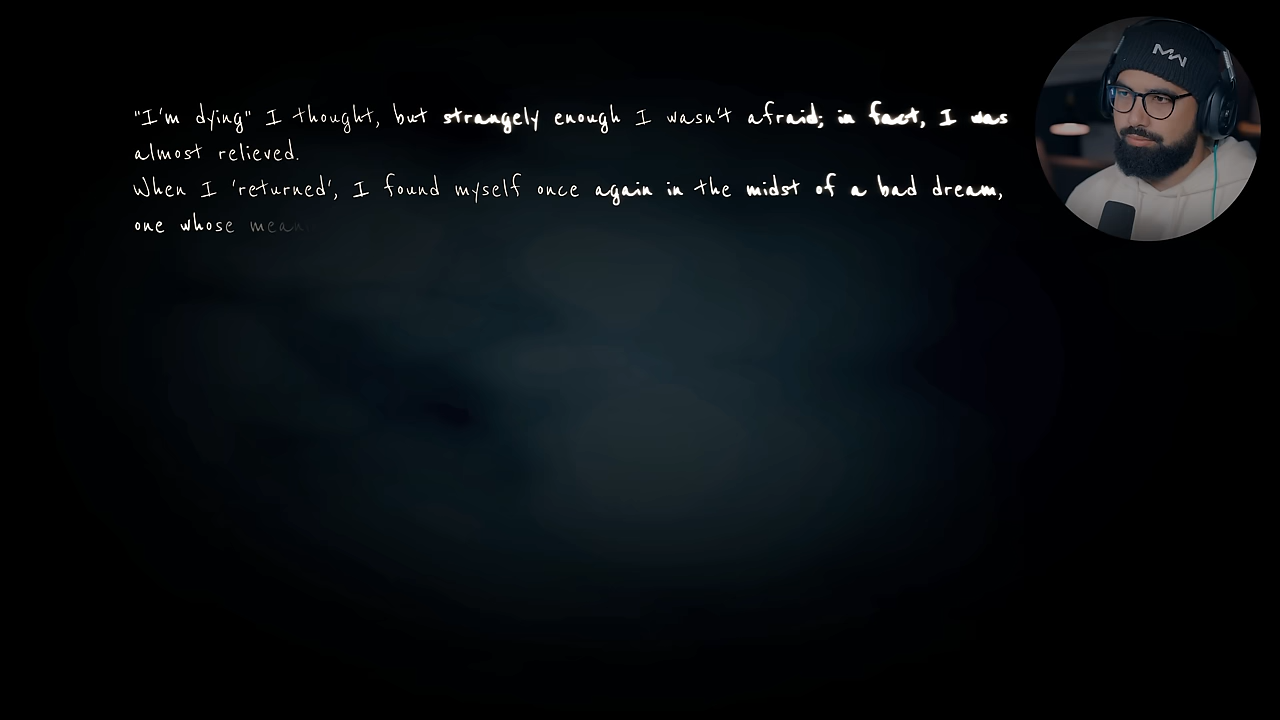 "I'm dying" I thought, but strangely enough I wasn't afraid; in fact, I was
almost relieved.
When I 'returned', I found myself once again in the midst of a bad dream,
one whose